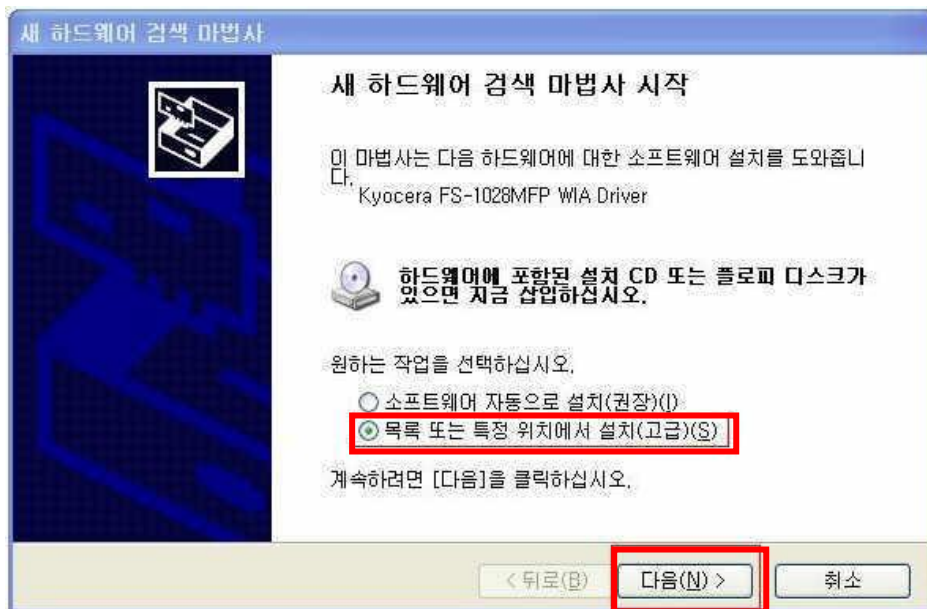 새 하드웨어 검색 마법사
새 하드웨어 검색 마법사 시작
이 마법사는 다음 하드웨어에 대한 소프트웨어 설치를 도와줍니
다.
Kyocera FS-1028MFP WIA Driver
하드웨어에 포함된 설치 CD 또는 플로피 디스크가
있으면 지금 삽입하십시오.
원하는 작업을 선택하십시오.
소프트웨어 자동으로 설치(권장)(I)
목록 또는 특정 위치에서 설치(고급)(S)
계속하려면 [다음]을 클릭하십시오.
< 뒤로(B) 다음(N) > 취소